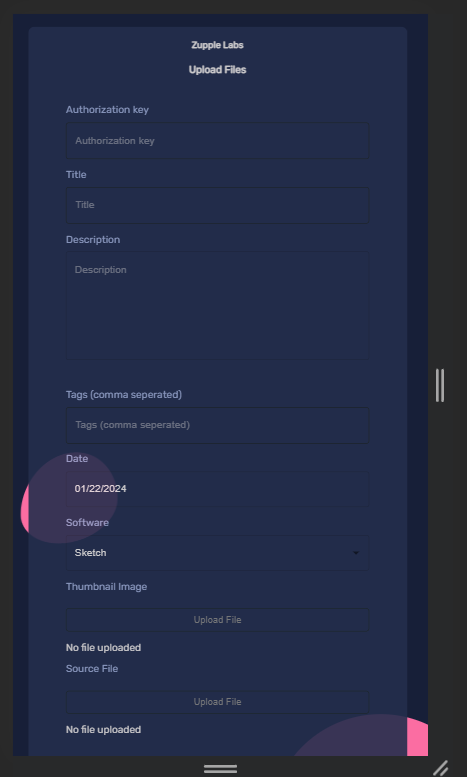 Zupple Labs
Upload Files
Authorization key
Authorization key
Title
Title
Description
Description
Tags (comma seperated)
Tags (comma seperated)
Date
01/22/2024
Software
Sketch
Thumbnail Image
Upload File
No file uploaded
Source File
Upload File
No file uploaded